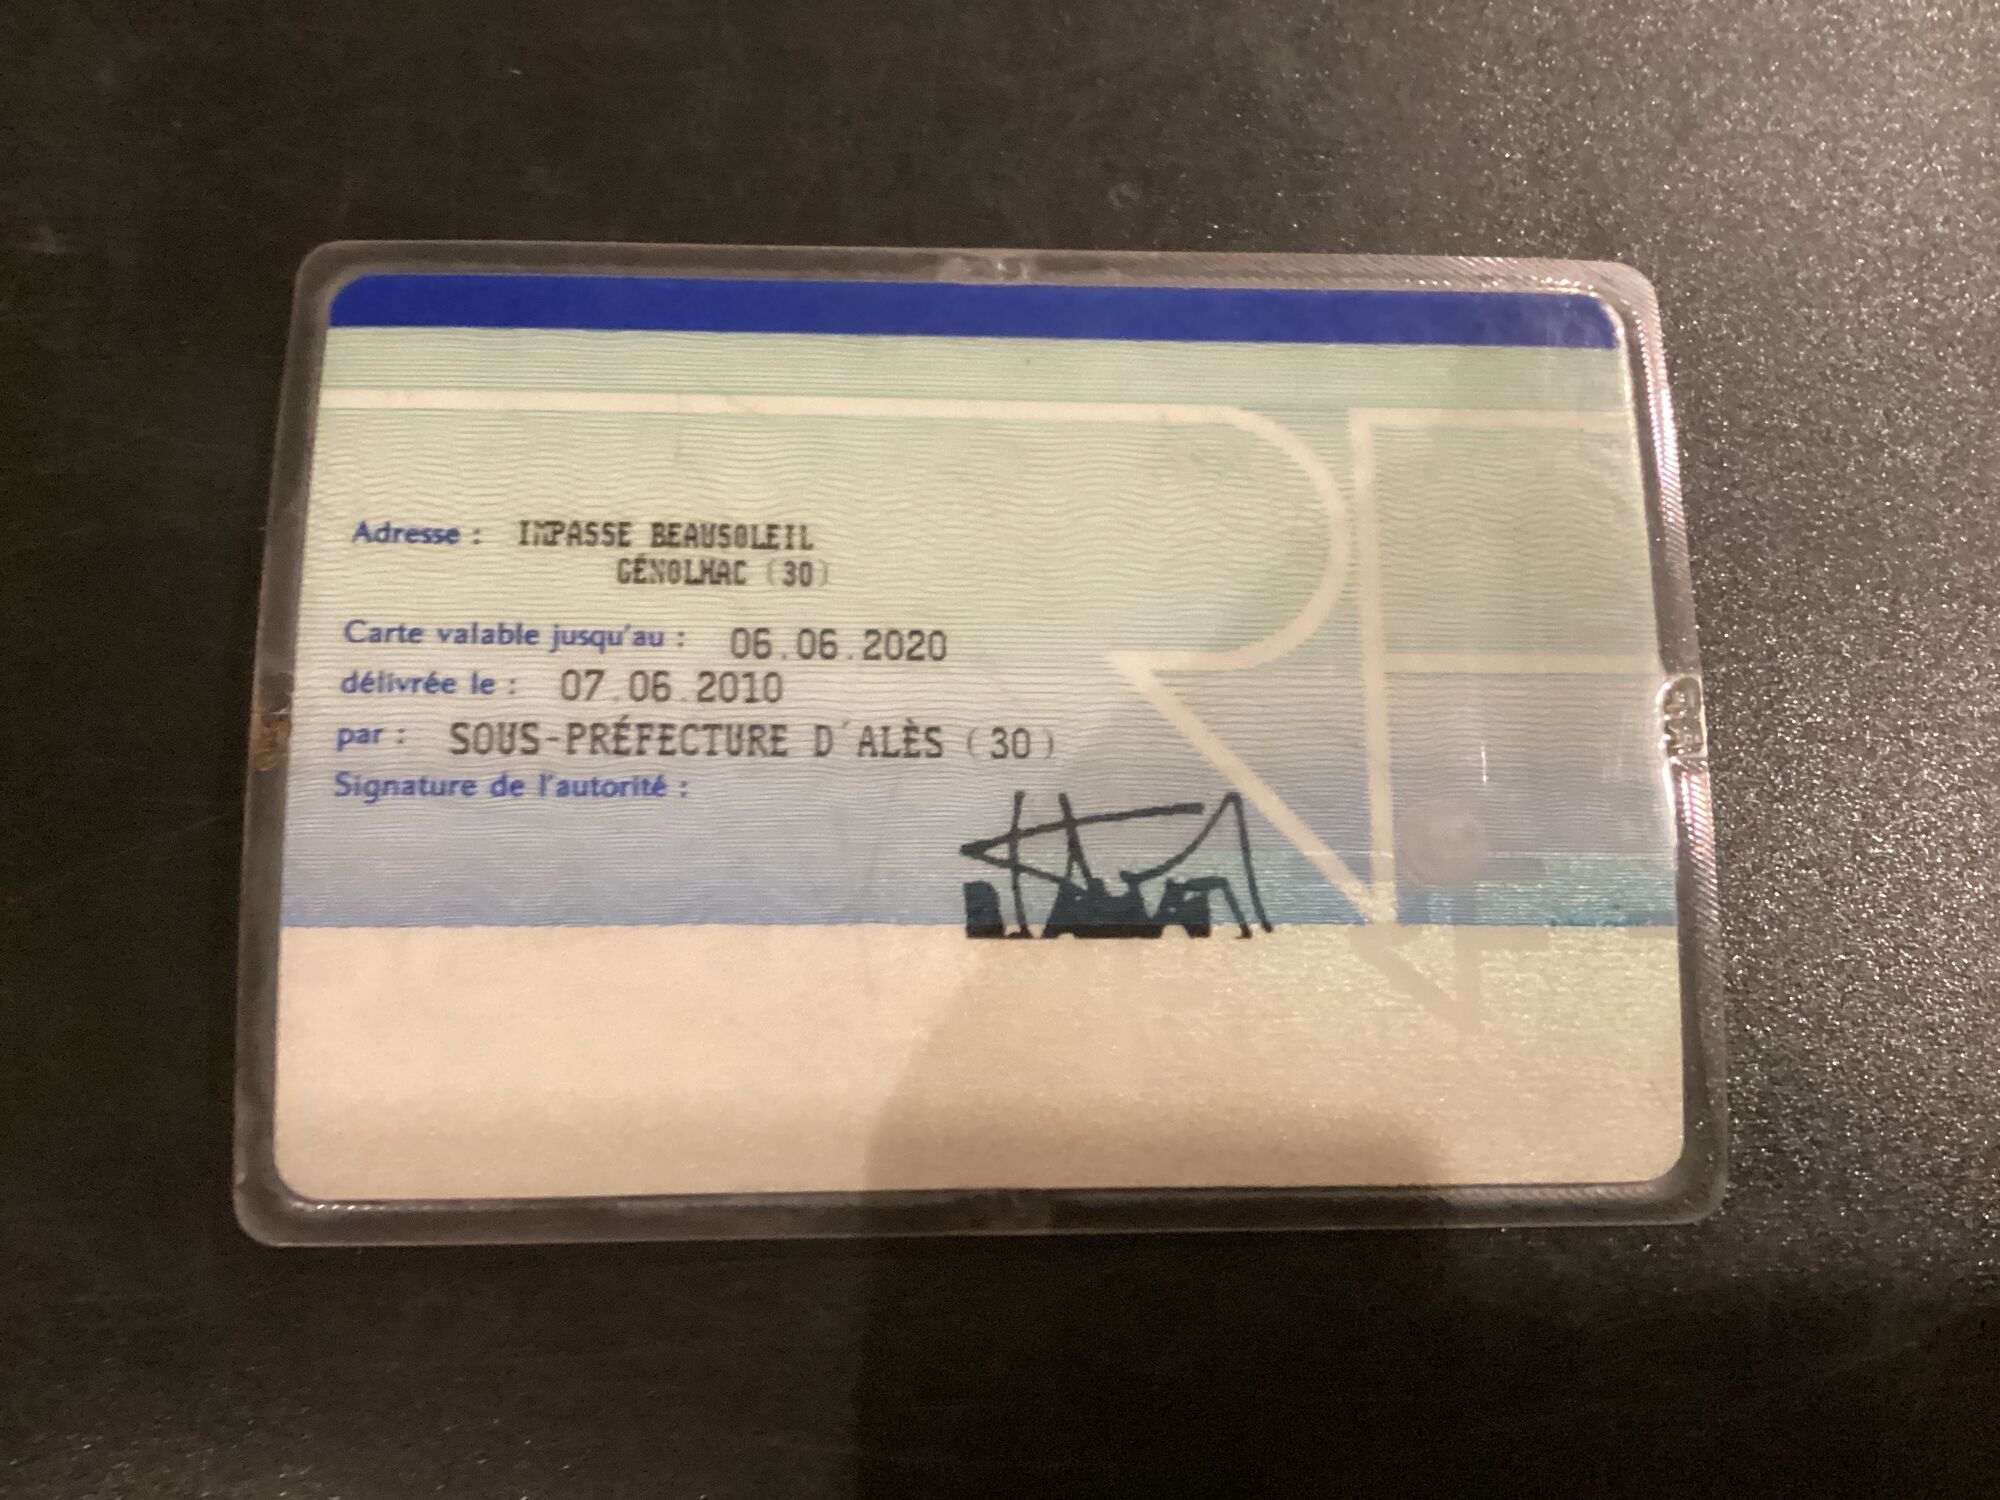 Adresse : IMPASSE BEAUSOLEIL
GÉNOLHAC (30)
Carte valable jusqu'au : 06.06.2020
délivrée le : 07.06.2010
par : SOUS-PRÉFECTURE D'ALÈS (30)
Signature de l'autorité :
RF